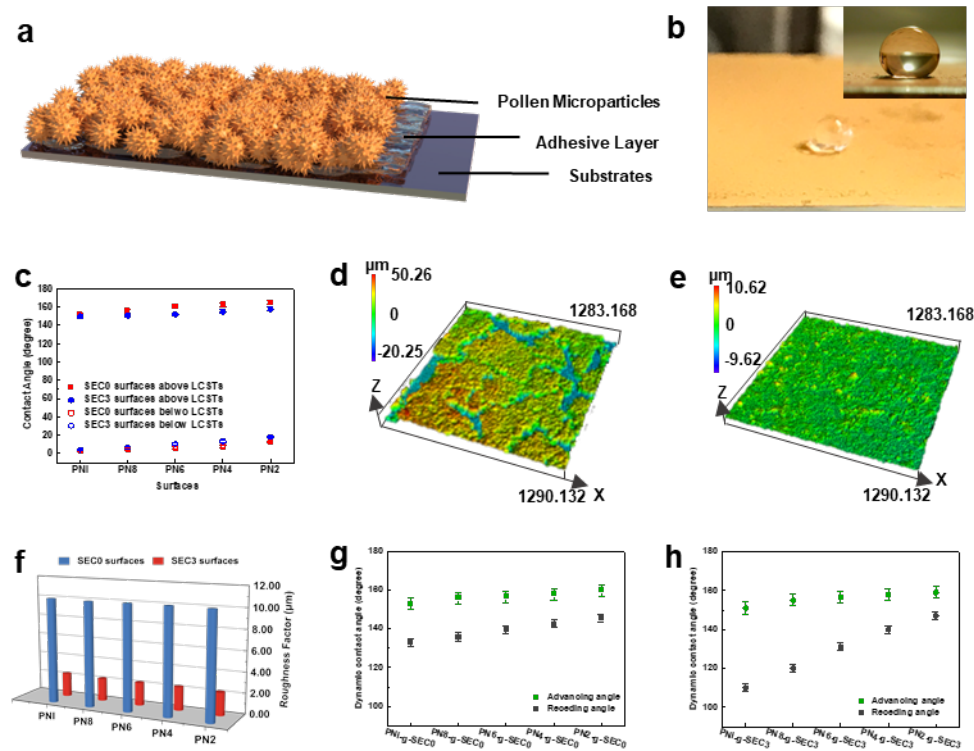 a
Pollen Microparticles
Adhesive Layer
Substrates
b
c
180
160
140
120
100
80
60
40
20
0
Contact Angle (degree)
SEC0 surfaces above LCSTs
SEC3 surfaces above LCSTs
SEC0 surfaces belwo LCSTs
SEC3 surfaces below LCSTs
PNI PN8 PN6 PN4 PN2
Surfaces
d
μm
50.26
0
-20.25
1283.168
Z
1290.132
X
e
μm
10.62
0
-9.62
1283.168
Z
1290.132
X
f
SEC0 surfaces SEC3 surfaces
12.00
10.00
8.00
6.00
4.00
2.00
0.00
Roughness Factor (μm)
PNI
PN8
PN6
PN4
PN2
g
180
160
140
120
100
Dynamic contact angle (degree)
Advancing angle
Receding angle
PNI-g-SEC0
PN8 g-SEC0
PN6 g-SEC0
PN4 g-SEC0
PN2 g-SEC0
h
180
160
140
120
100
Dynamic contact angle (degree)
Advancing angle
Receding angle
PNI g-SEC3
PN8 g-SEC3
PN6 g-SEC3
PN4 g-SEC3
PN2 g-SEC3